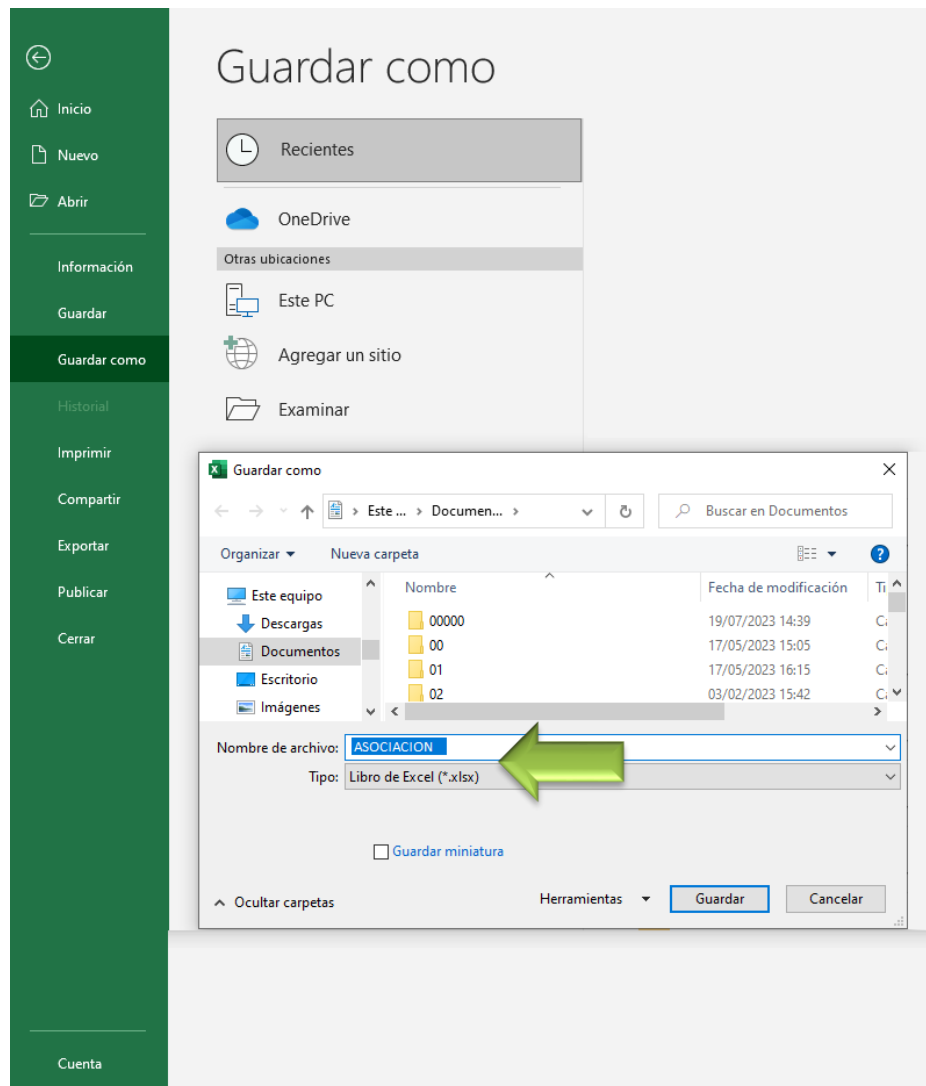 Guardar como
Inicio
Nuevo
Abrir
Información
Guardar
Guardar como
Historial
Imprimir
Compartir
Exportar
Publicar
Cerrar
Cuenta
Recientes
OneDrive
Otras ubicaciones
Este PC
Agregar un sitio
Examinar
Guardar como
Este ... > Documen... >
Buscar en Documentos
Organizar
Nueva carpeta
Este equipo
Descargas
Documentos
Escritorio
Imágenes
Nombre Fecha de modificación Ti
00000 19/07/2023 14:39
00 17/05/2023 15:05
01 17/05/2023 16:15
02 03/02/2023 15:42
Nombre de archivo: ASOCIACION
Tipo: Libro de Excel (*.xlsx)
Guardar miniatura
Ocultar carpetas
Herramientas
Guardar
Cancelar